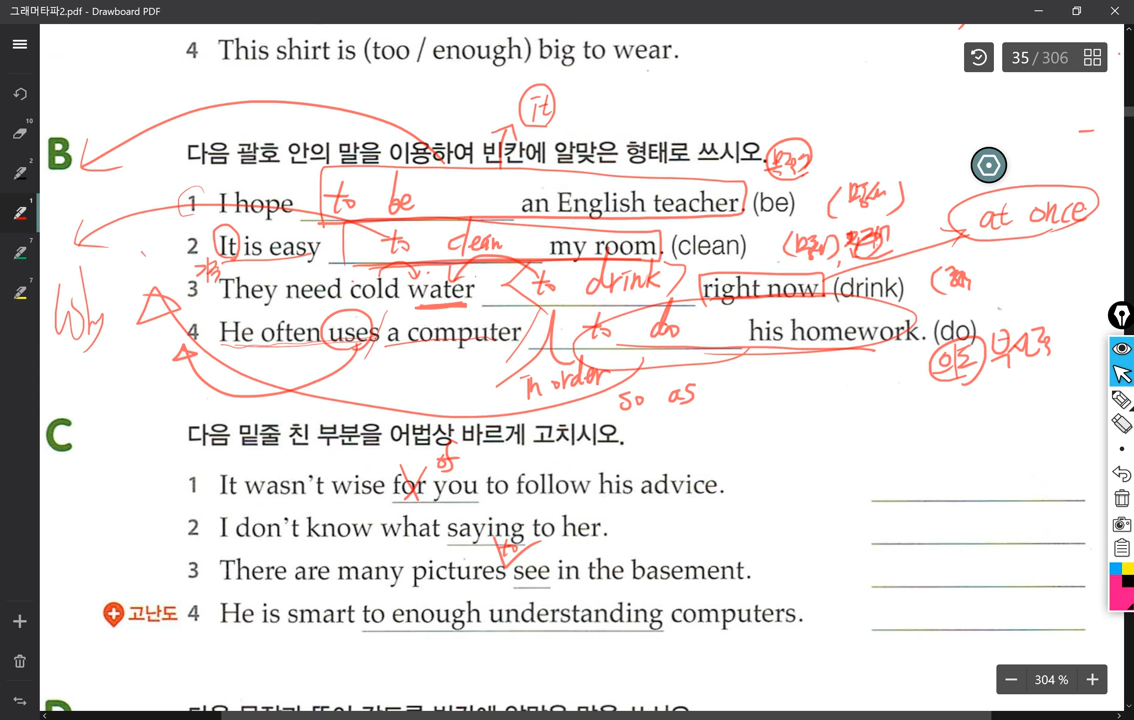 그래머타파2.pdf - Drawboard PDF
4 This shirt is (too / enough) big to wear.
35 / 306
it
B 다음 괄호 안의 말을 이용하여 빈칸에 알맞은 형태로 쓰시오.
1 I hope to be an English teacher. (be)
at once
2 It is easy to clean my room. (clean)
3 They need cold water to drink right now. (drink)
Why
4 He often uses a computer to do his homework. (do)
in order
so as
C 다음 밑줄 친 부분을 어법상 바르게 고치시오.
of
1 It wasn't wise for you to follow his advice.
2 I don't know what saying to her.
to
3 There are many pictures see in the basement.
고난도 4 He is smart to enough understanding computers.
304 %